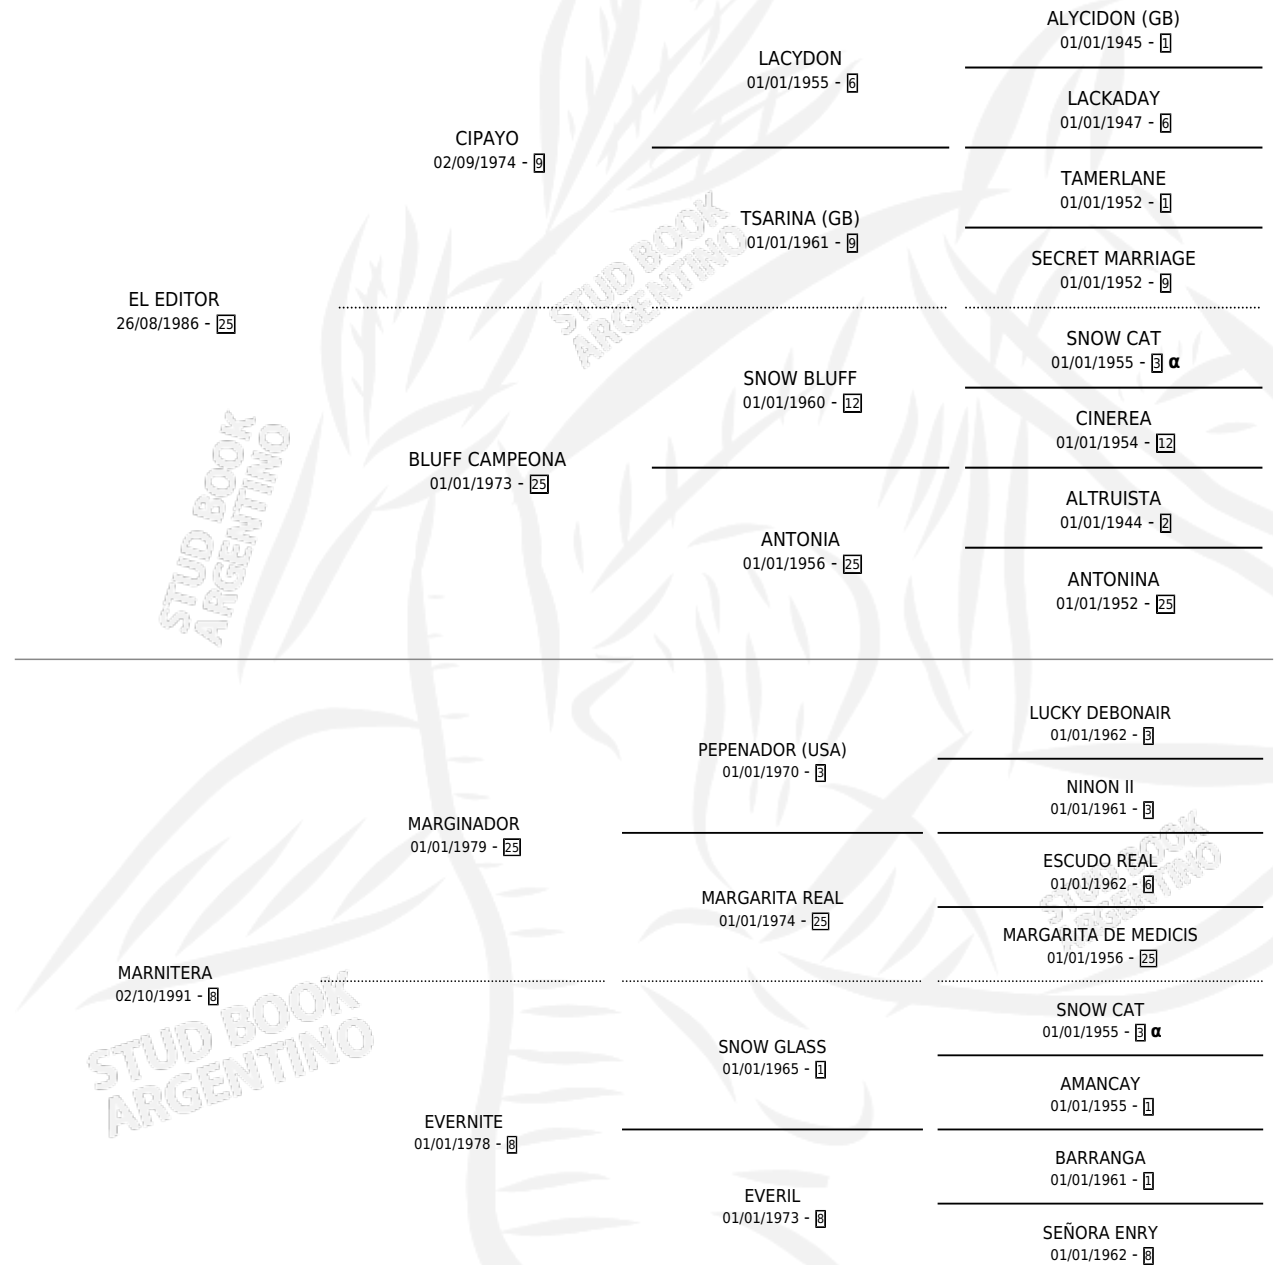 ALYCIDON (GB)
01/01/1945 - 1
LACYDON
01/01/1955 - 6
LACKADAY
01/01/1947 - 6
CIPAYO
02/09/1974 - 9
TAMERLANE
01/01/1952 - 1
TSARINA (GB)
01/01/1961 - 9
SECRET MARRIAGE
01/01/1952 - 9
EL EDITOR
26/08/1986 - 25
SNOW CAT
01/01/1955 - 3 α
SNOW BLUFF
01/01/1960 - 12
CINEREA
01/01/1954 - 12
BLUFF CAMPEONA
01/01/1973 - 25
ALTRUISTA
01/01/1944 - 2
ANTONIA
01/01/1956 - 25
ANTONINA
01/01/1952 - 25
LUCKY DEBONAIR
01/01/1962 - 3
PEPENADOR (USA)
01/01/1970 - 3
NINON II
01/01/1961 - 3
MARGINADOR
01/01/1979 - 25
ESCUDO REAL
01/01/1962 - 6
MARGARITA REAL
01/01/1974 - 25
MARGARITA DE MEDICIS
01/01/1956 - 25
MARNITERA
02/10/1991 - 8
SNOW CAT
01/01/1955 - 3 α
SNOW GLASS
01/01/1965 - 1
AMANCAY
01/01/1955 - 1
EVERNITE
01/01/1978 - 8
BARRANGA
01/01/1961 - 1
EVERIL
01/01/1973 - 8
SEÑORA ENRY
01/01/1962 - 8
STUD BOOK
ARGENTINO
STUD BOOK
ARGENTINO
STUD BOOK
ARGENTINO
STUD BOOK
ARGENTINO